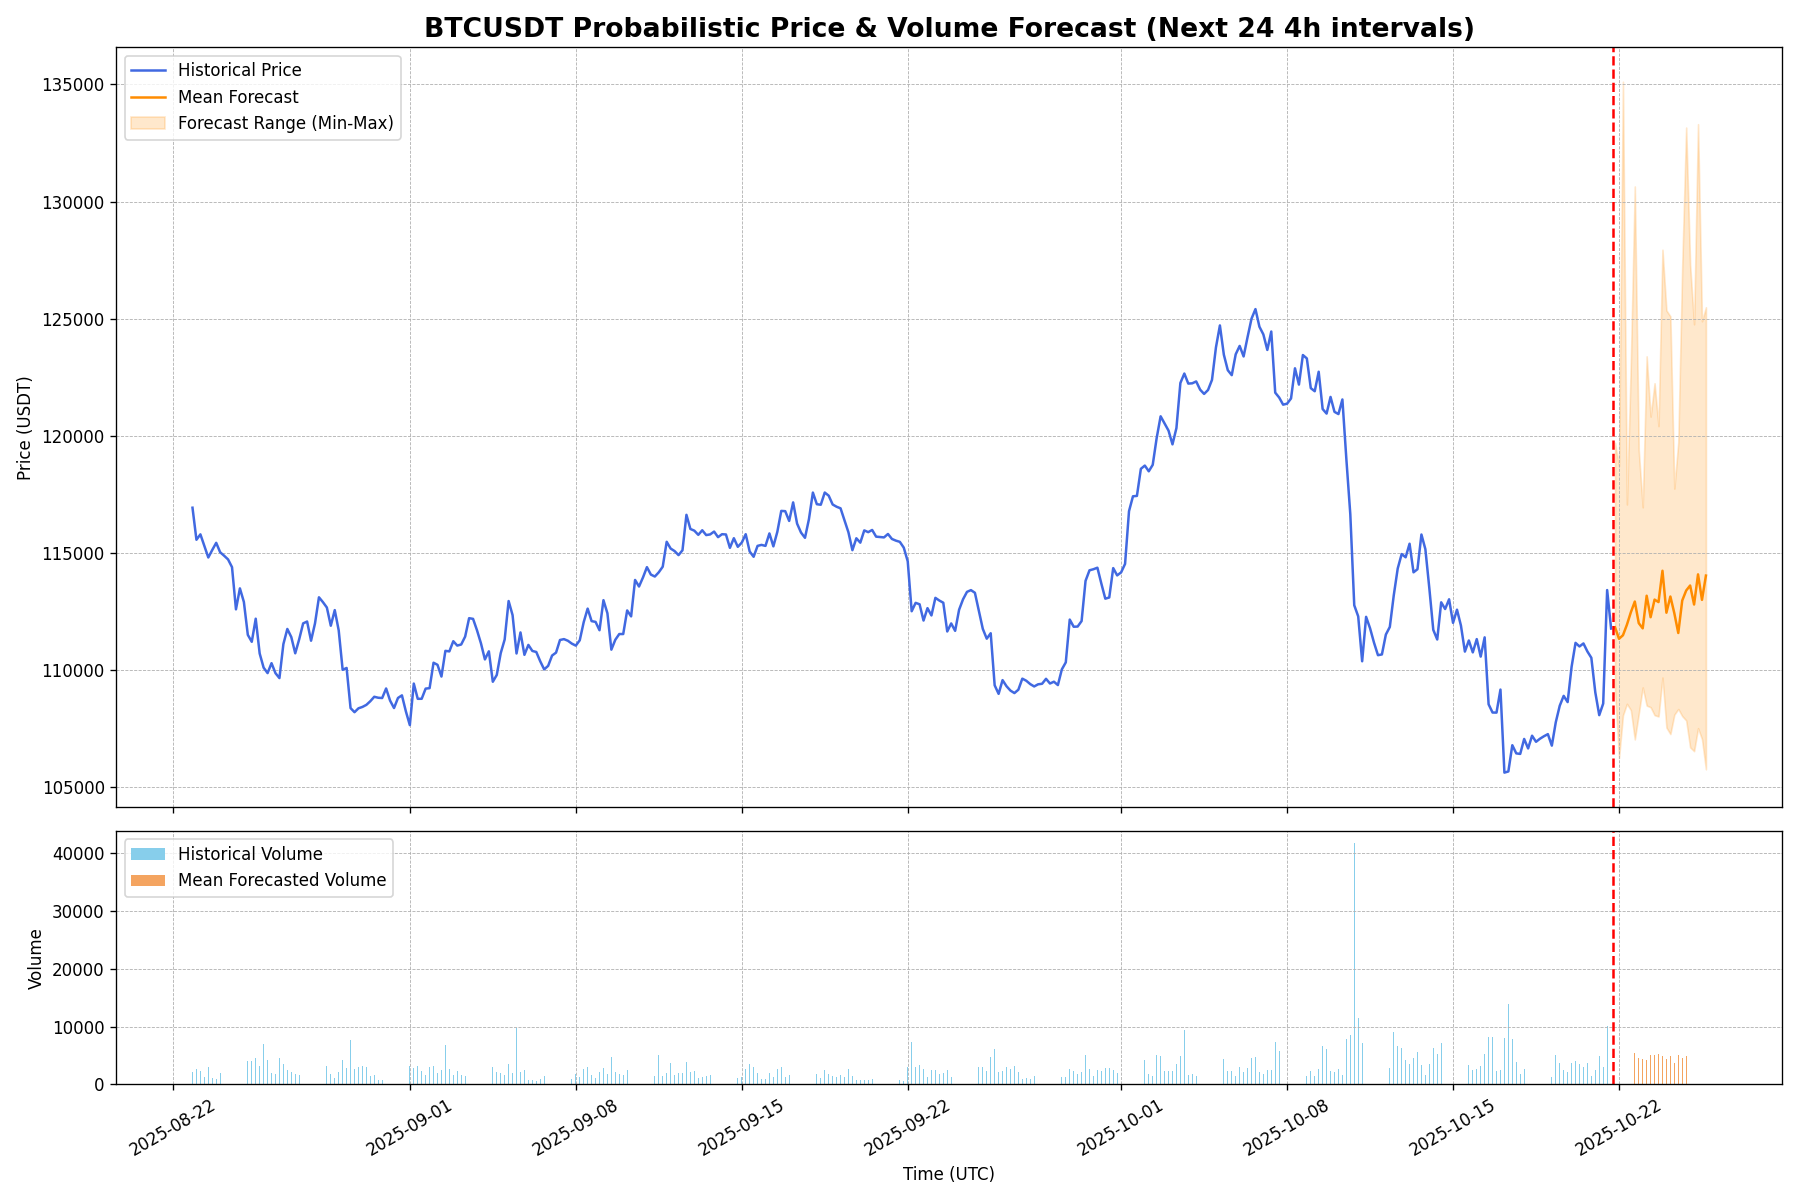 BTCUSDT Probabilistic Price & Volume Forecast (Next 24 4h intervals)
Historical Price
Mean Forecast
Forecast Range (Min-Max)
135000
130000
125000
120000
115000
110000
105000
Price (USDT)
Historical Volume
Mean Forecasted Volume
40000
30000
20000
10000
0
Volume
2025-08-22
2025-09-01
2025-09-08
2025-09-15
2025-09-22
2025-10-01
2025-10-08
2025-10-15
2025-10-22
Time (UTC)